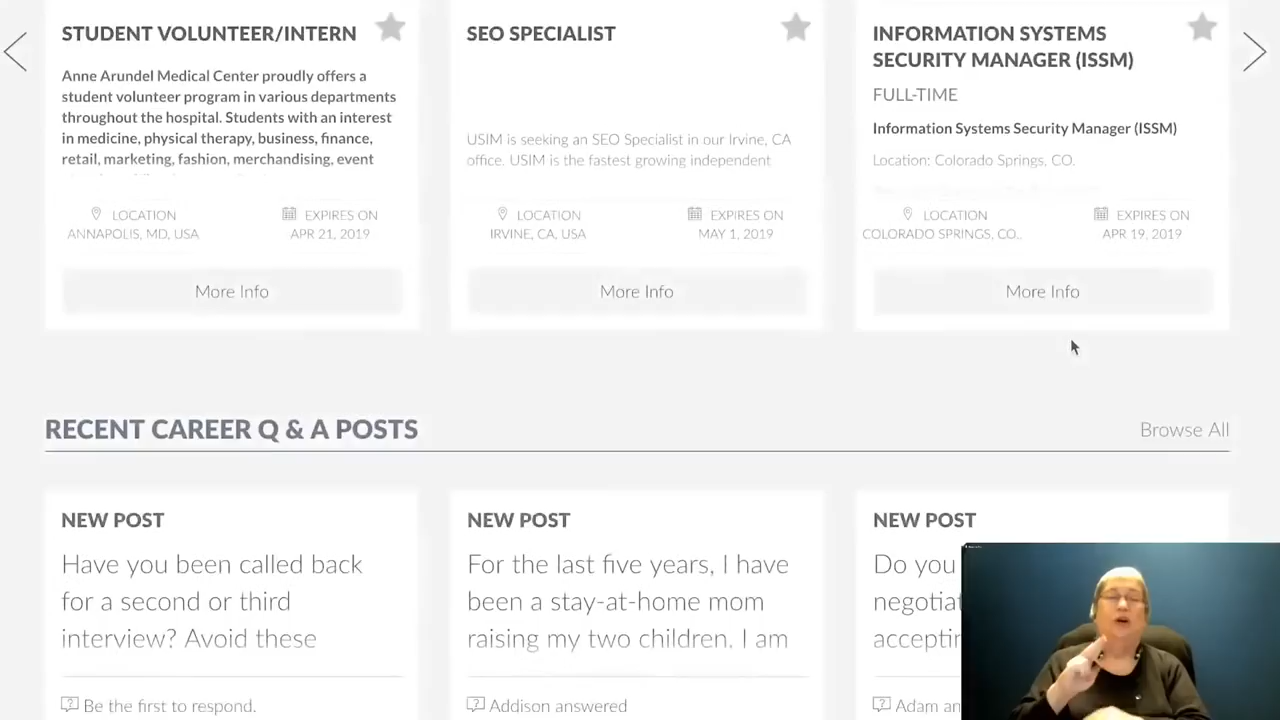 STUDENT VOLUNTEER/INTERN
Anne Arundel Medical Center proudly offers a
student volunteer program in various departments
throughout the hospital. Students with an interest
in medicine, physical therapy, business, finance,
retail, marketing, fashion, merchandising, event
LOCATION
ANNAPOLIS, MD, USA
EXPIRES ON
APR 21, 2019
More Info
SEO SPECIALIST
USIM is seeking an SEO Specialist in our Irvine, CA
office. USIM is the fastest growing independent
LOCATION
IRVINE, CA, USA
EXPIRES ON
MAY 1, 2019
More Info
INFORMATION SYSTEMS
SECURITY MANAGER (ISSM)
FULL-TIME
Information Systems Security Manager (ISSM)
Location: Colorado Springs, CO.
LOCATION
COLORADO SPRINGS, CO..
EXPIRES ON
APR 19, 2019
More Info
RECENT CAREER Q & A POSTS
Browse All
NEW POST
Have you been called back
for a second or third
interview? Avoid these
Be the first to respond.
NEW POST
For the last five years, I have
been a stay-at-home mom
raising my two children. I am
Addison answered
NEW POST
Do you
negotiat
acceptin
Adam an